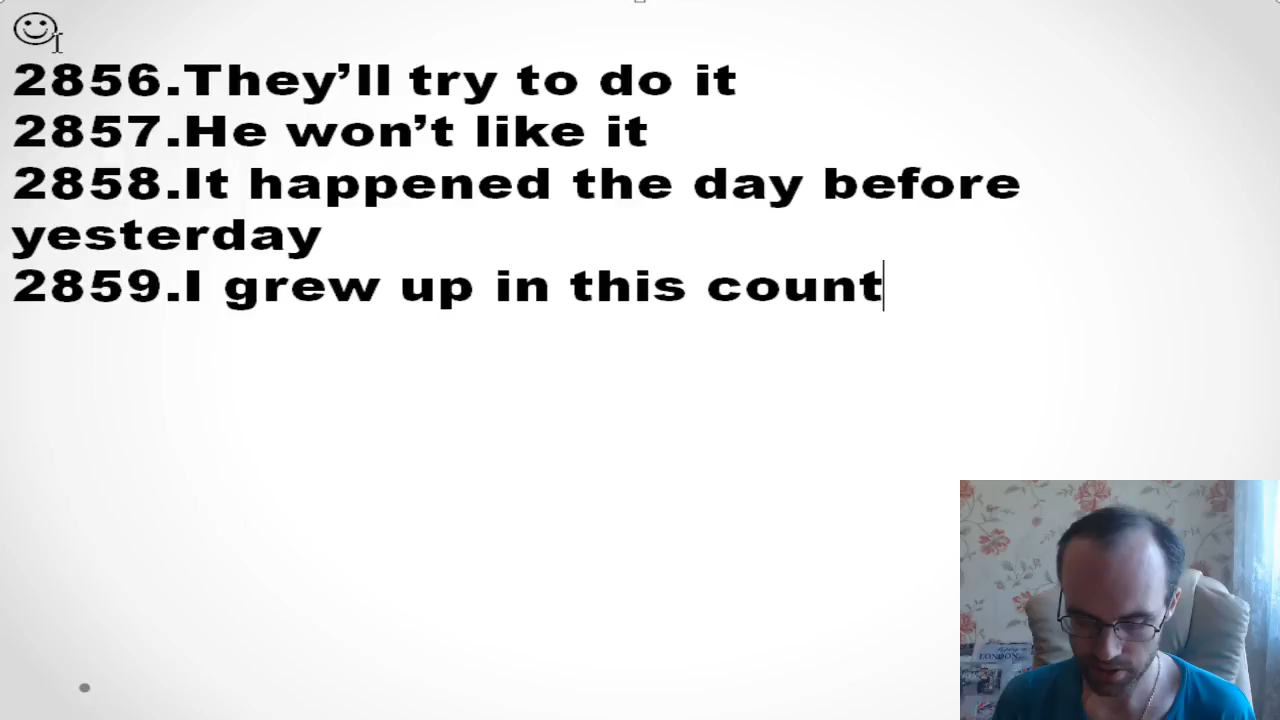 2856.They’ll try to do it
2857.He won’t like it
2858.It happened the day before
yesterday
2859.I grew up in this count
LONDON